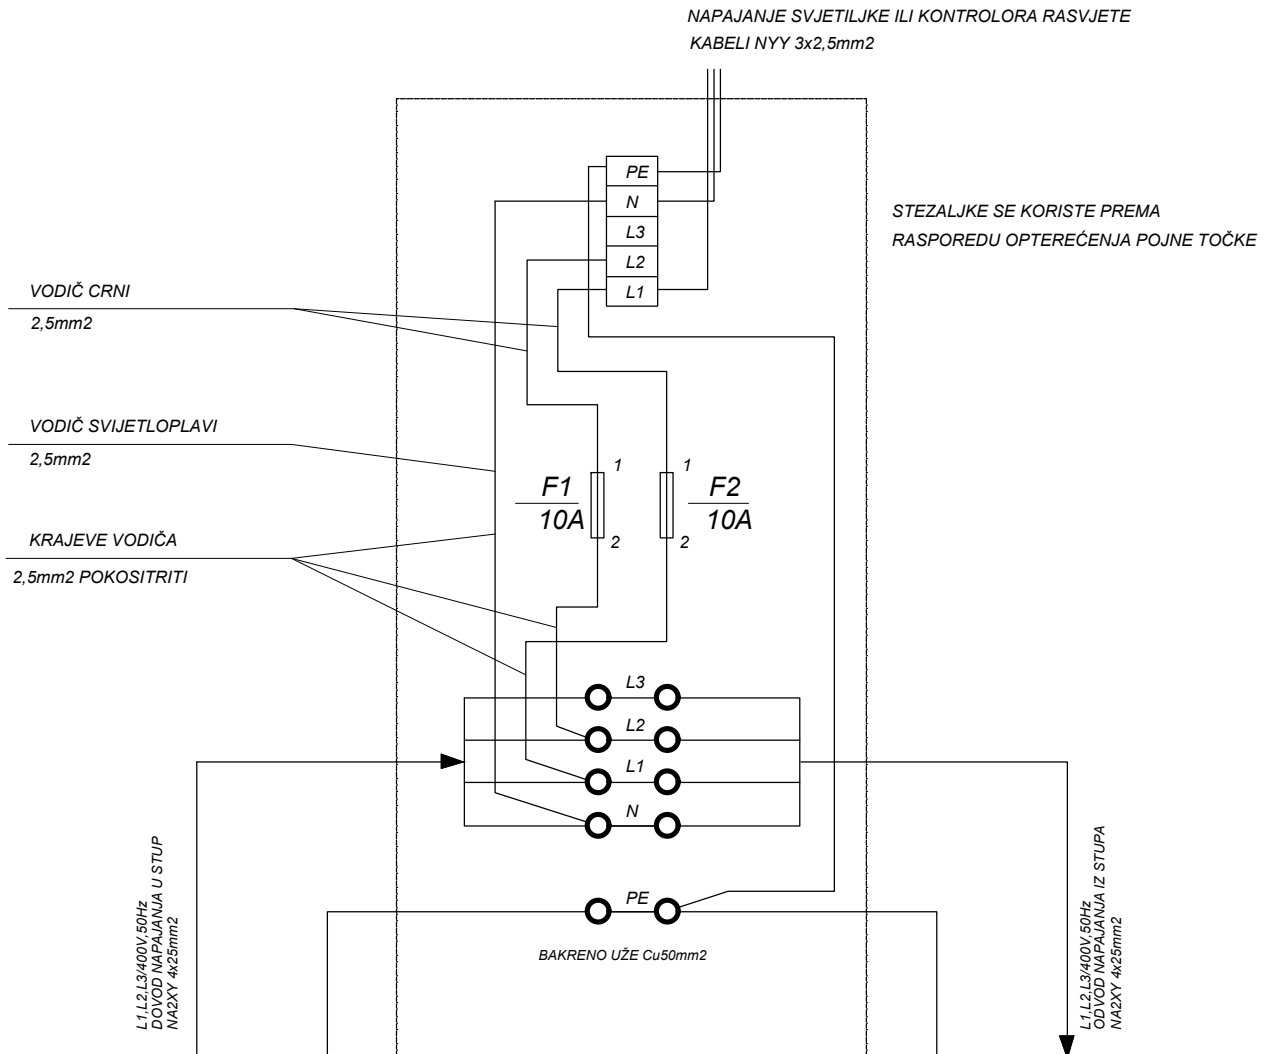 NAPAJANJE SVJETILJKE ILI KONTROLORA RASVJETE
KABELI NYY 3x2,5mm2
PE
N
L3
L2
L1
STEZALJKE SE KORISTE PREMA
RASPOREDU OPTEREĆENJA POJNE TOČKE
VODIČ CRNI
2,5mm2
VODIČ SVIJETLOPLAVI
2,5mm2
KRAJEVE VODIČA
2,5mm2 POKOSITRITI
1
F1
10A
2
1
F2
10A
2
L3
L2
L1
N
PE
BAKRENO UŽE Cu50mm2
L1,L2,L3/400V,50Hz
DOVOD NAPAJANJA U STUP
NA2XY 4x25mm2
L1,L2,L3/400V,50Hz
ODVOD NAPAJANJA IZ STUPA
NA2XY 4x25mm2